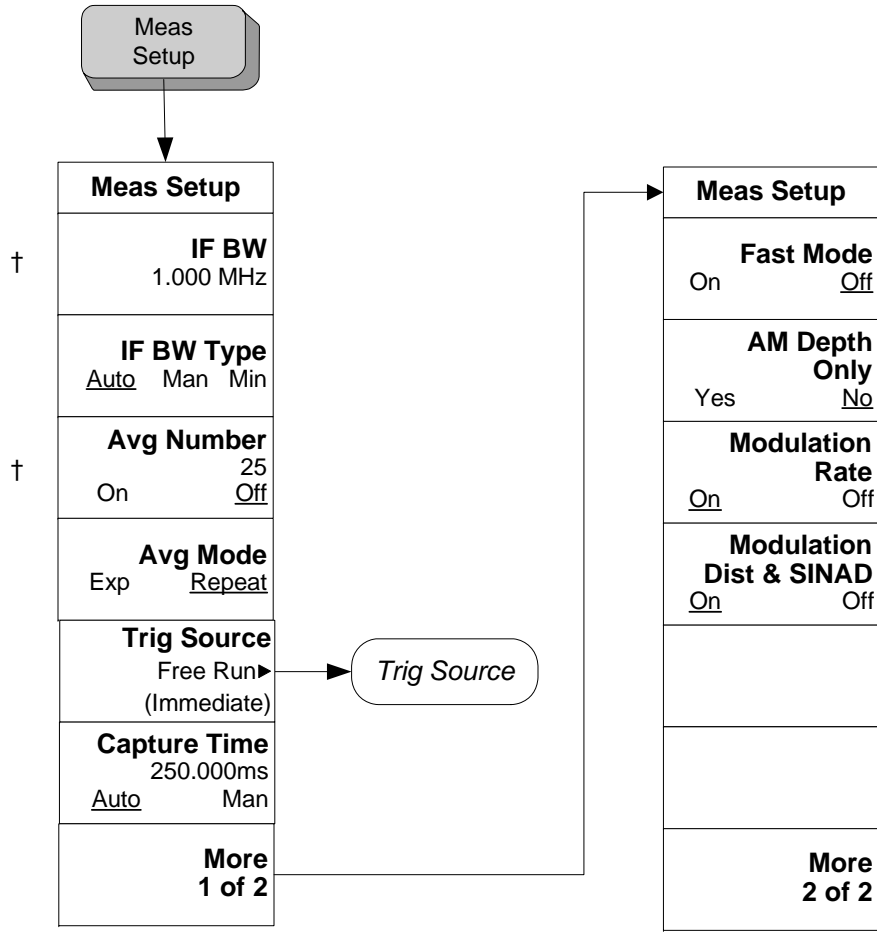 Meas
Setup
Meas Setup
†
IF BW
1.000 MHz
IF BW Type
Auto Man Min
†
Avg Number
25
On Off
Avg Mode
Exp Repeat
Trig Source
Free Run
(Immediate)
Trig Source
Capture Time
250.000ms
Auto Man
More
1 of 2
Meas Setup
Fast Mode
On Off
AM Depth
Only
Yes No
Modulation
Rate
On Off
Modulation
Dist & SINAD
On Off
More
2 of 2